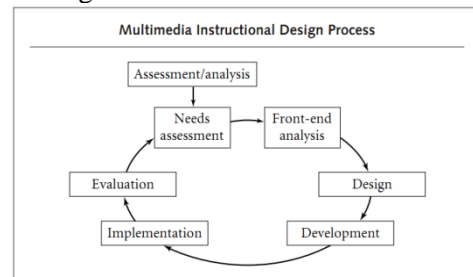 Multimedia Instructional Design Process
Assessment/analysis
Needs
assessment
Front-end
analysis
Evaluation
Design
Implementation
Development